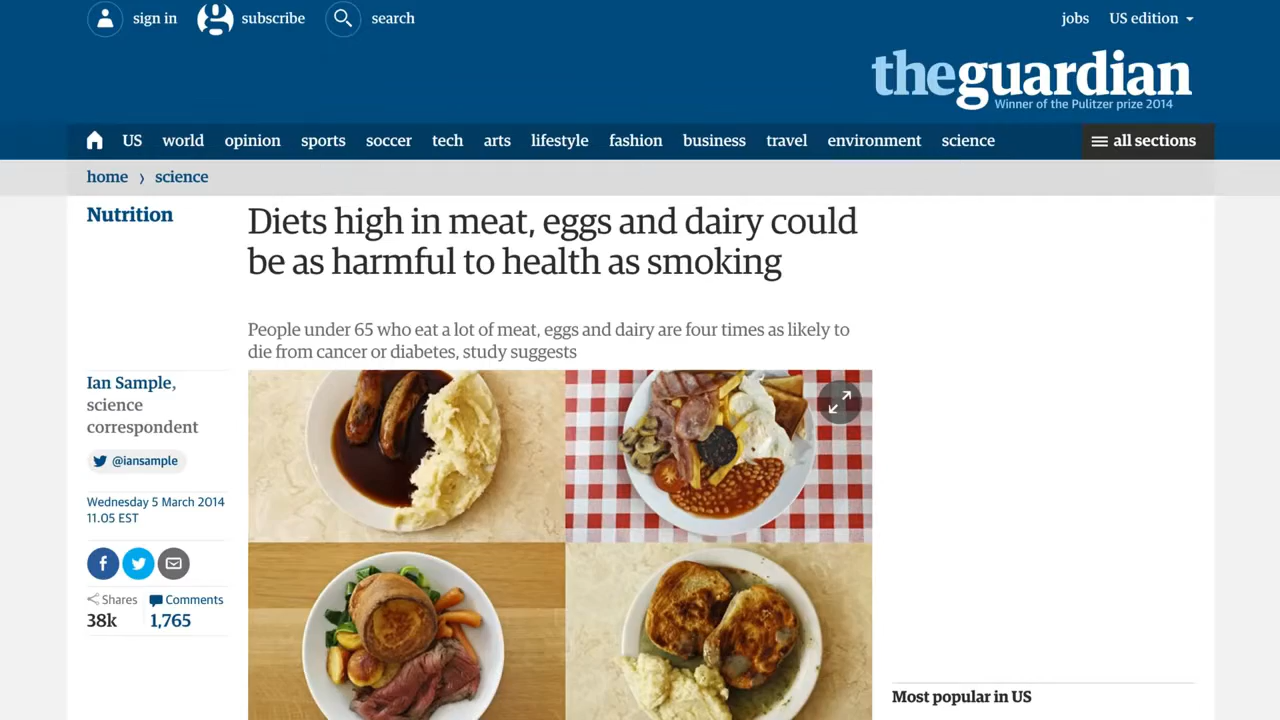 sign in
subscribe
search
jobs
US edition
theguardian
Winner of the Pulitzer prize 2014
US world opinion sports soccer tech arts lifestyle fashion business travel environment science
all sections
home › science
Nutrition
Diets high in meat, eggs and dairy could
be as harmful to health as smoking
People under 65 who eat a lot of meat, eggs and dairy are four times as likely to
die from cancer or diabetes, study suggests
Ian Sample,
science
correspondent
@iansample
Wednesday 5 March 2014
11.05 EST
Shares
38k
Comments
1,765
Most popular in US